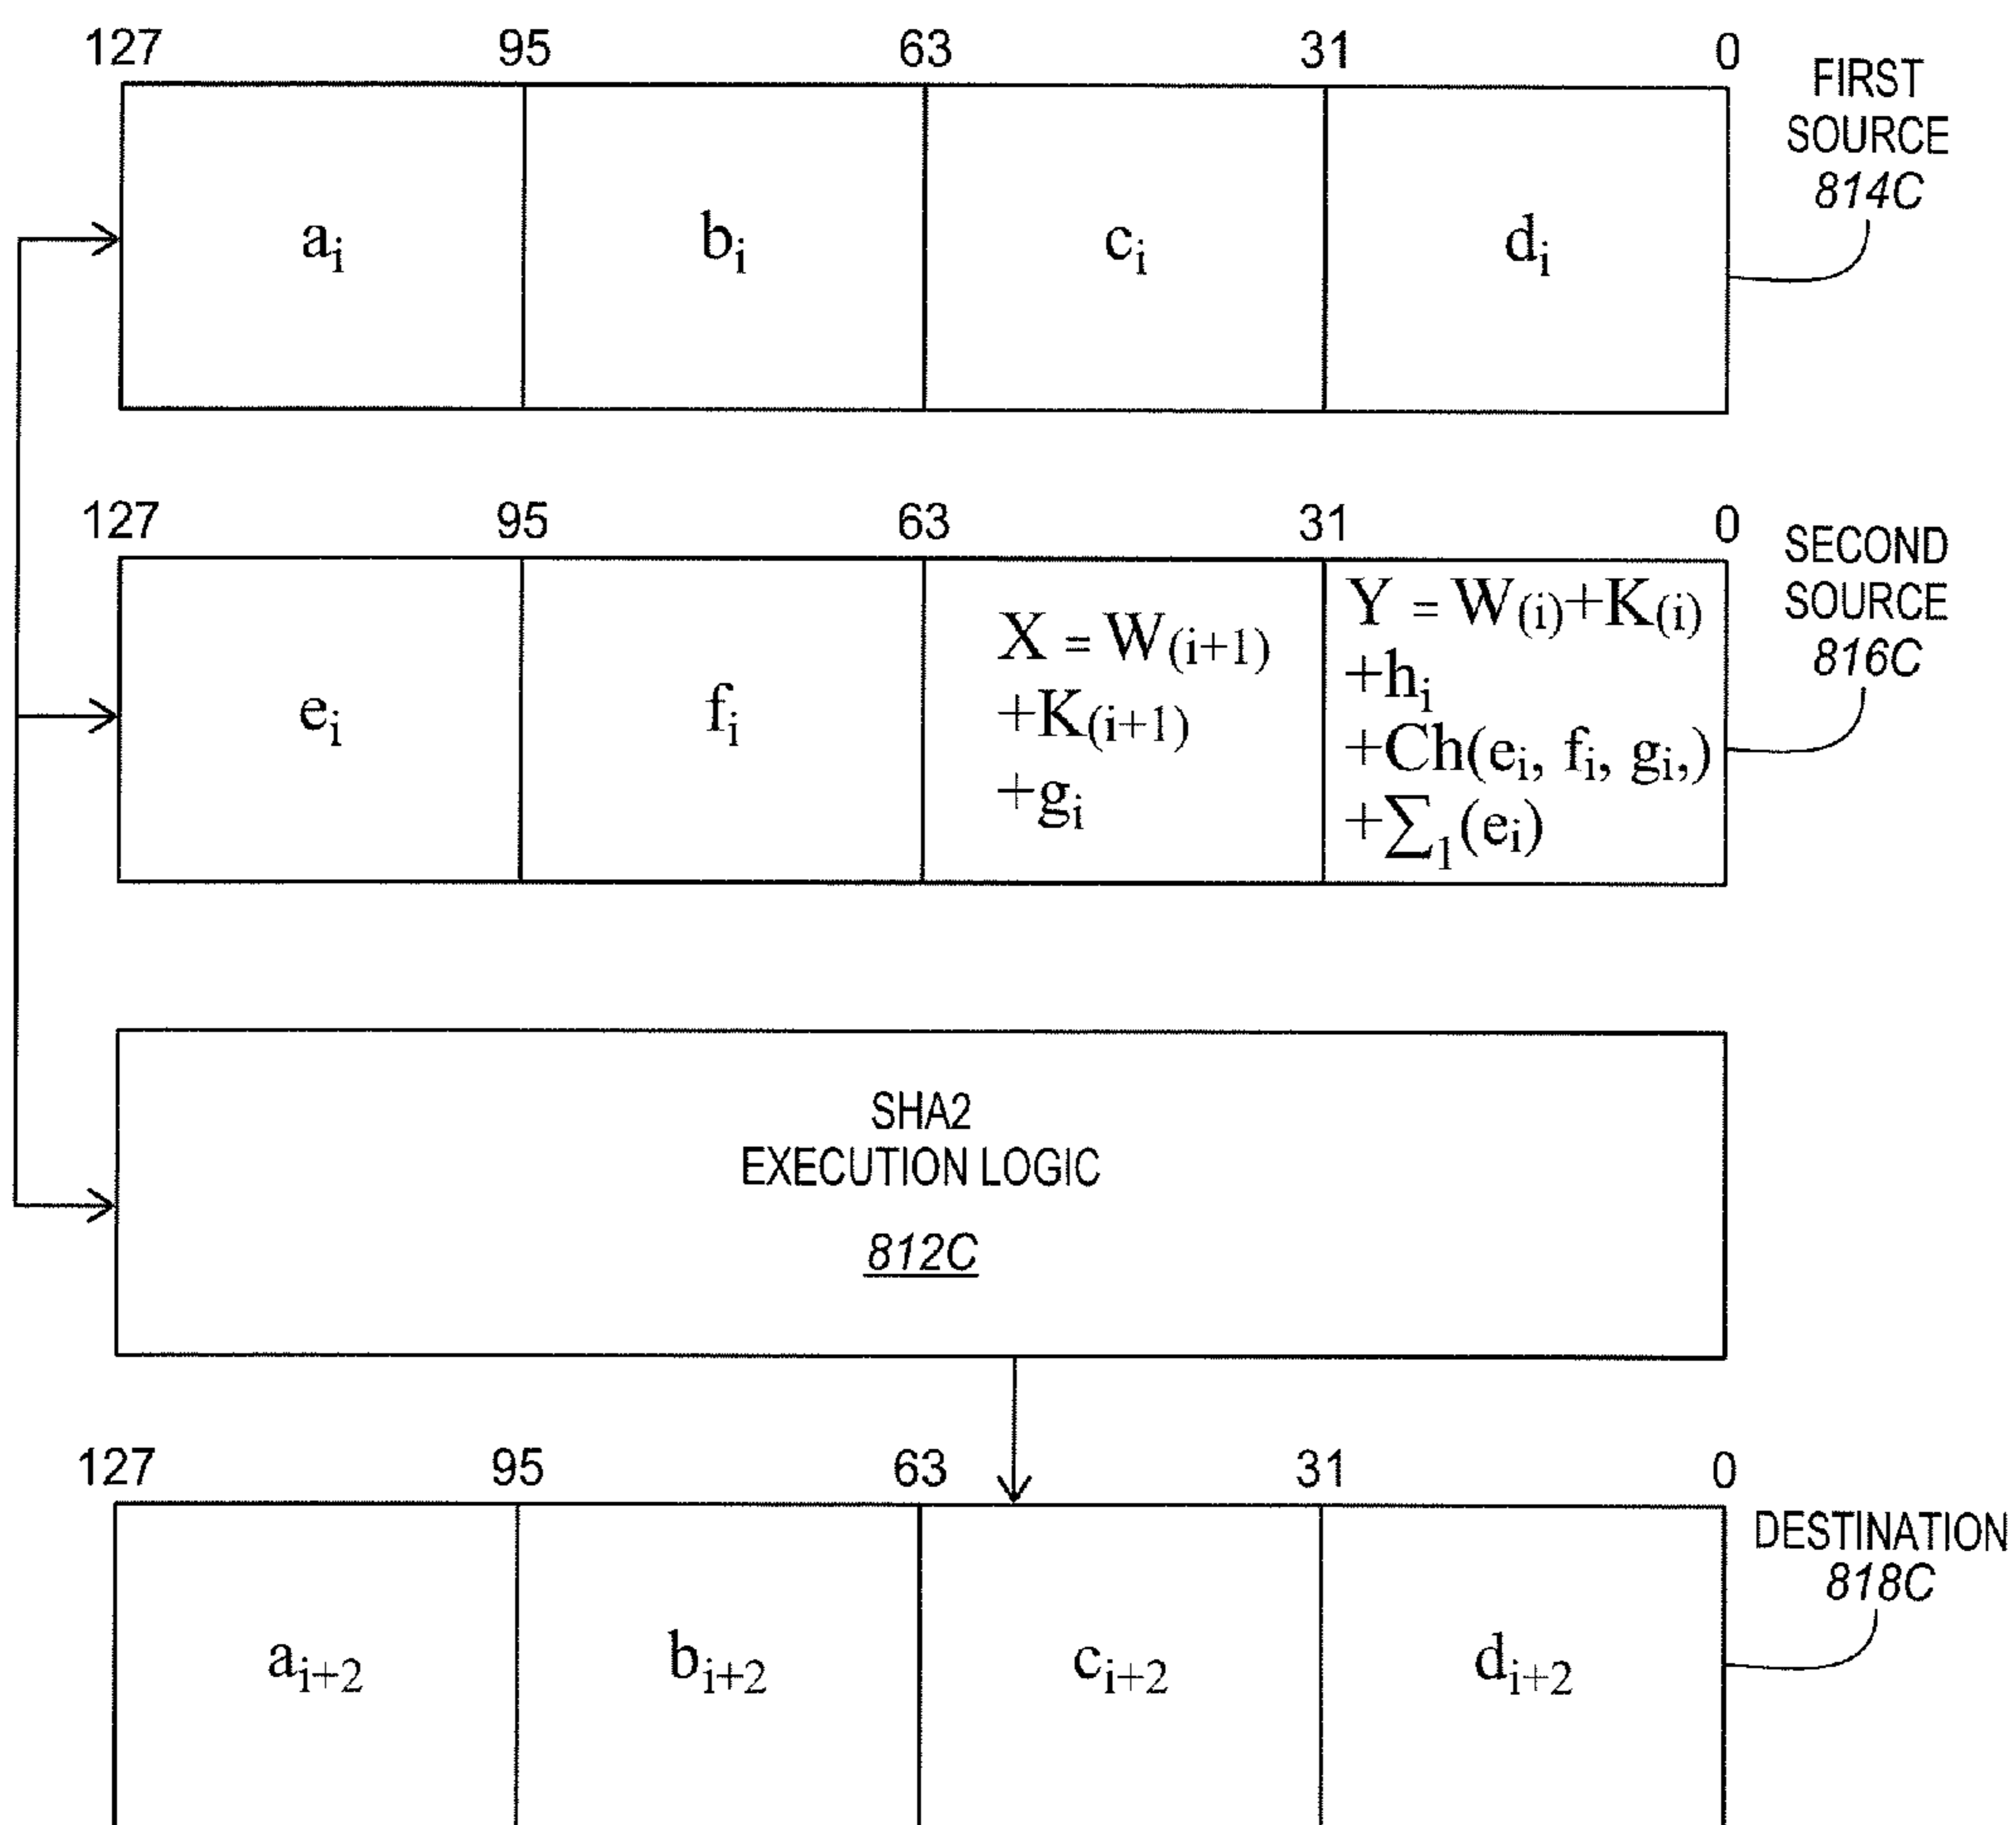 127 95 63 31 0
FIRST
SOURCE
814C
aᵢ bᵢ cᵢ dᵢ
127 95 63 31 0
SECOND
SOURCE
816C
eᵢ fᵢ
X = W₍ᵢ₊₁₎
+K₍ᵢ₊₁₎
+gᵢ
Y = W₍ᵢ₎+K₍ᵢ₎
+hᵢ
+Ch(eᵢ, fᵢ, gᵢ,)
+∑₁(eᵢ)
SHA2
EXECUTION LOGIC
812C
127 95 63 31 0
DESTINATION
818C
aᵢ₊₂ bᵢ₊₂ cᵢ₊₂ dᵢ₊₂